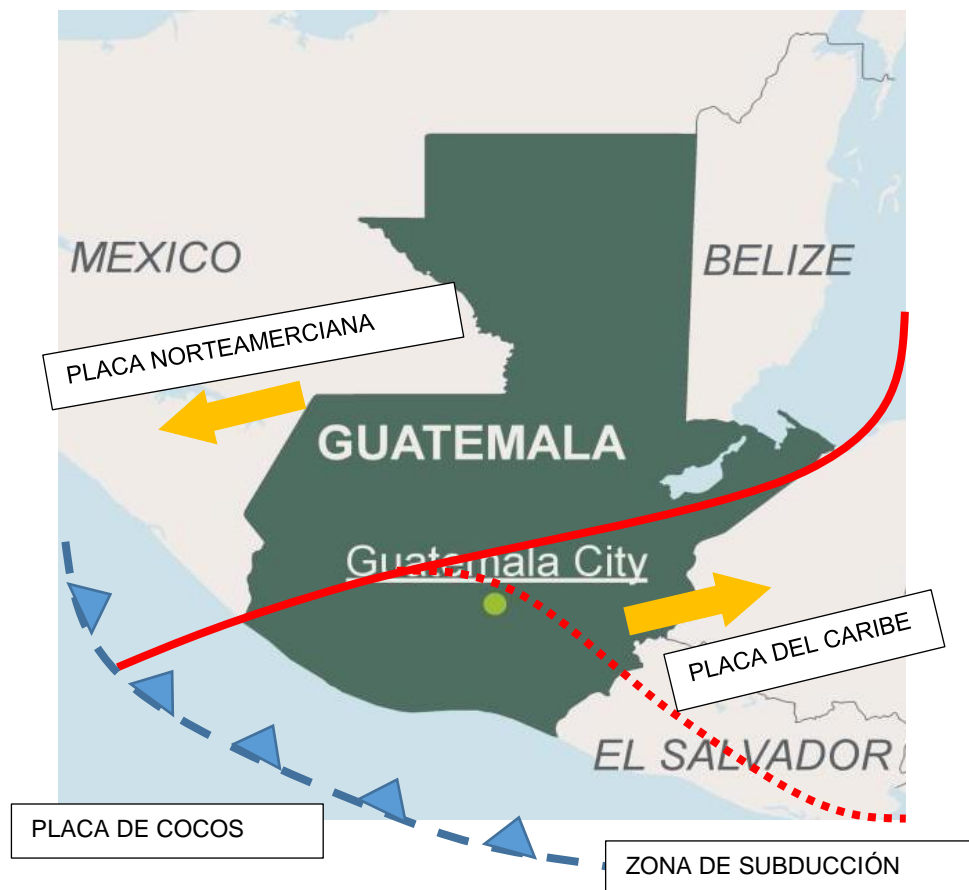 MEXICO
BELIZE
PLACA NORTEAMERCIANA
GUATEMALA
Guatemala City
PLACA DEL CARIBE
EL SALVADOR
PLACA DE COCOS
ZONA DE SUBDUCCIÓN